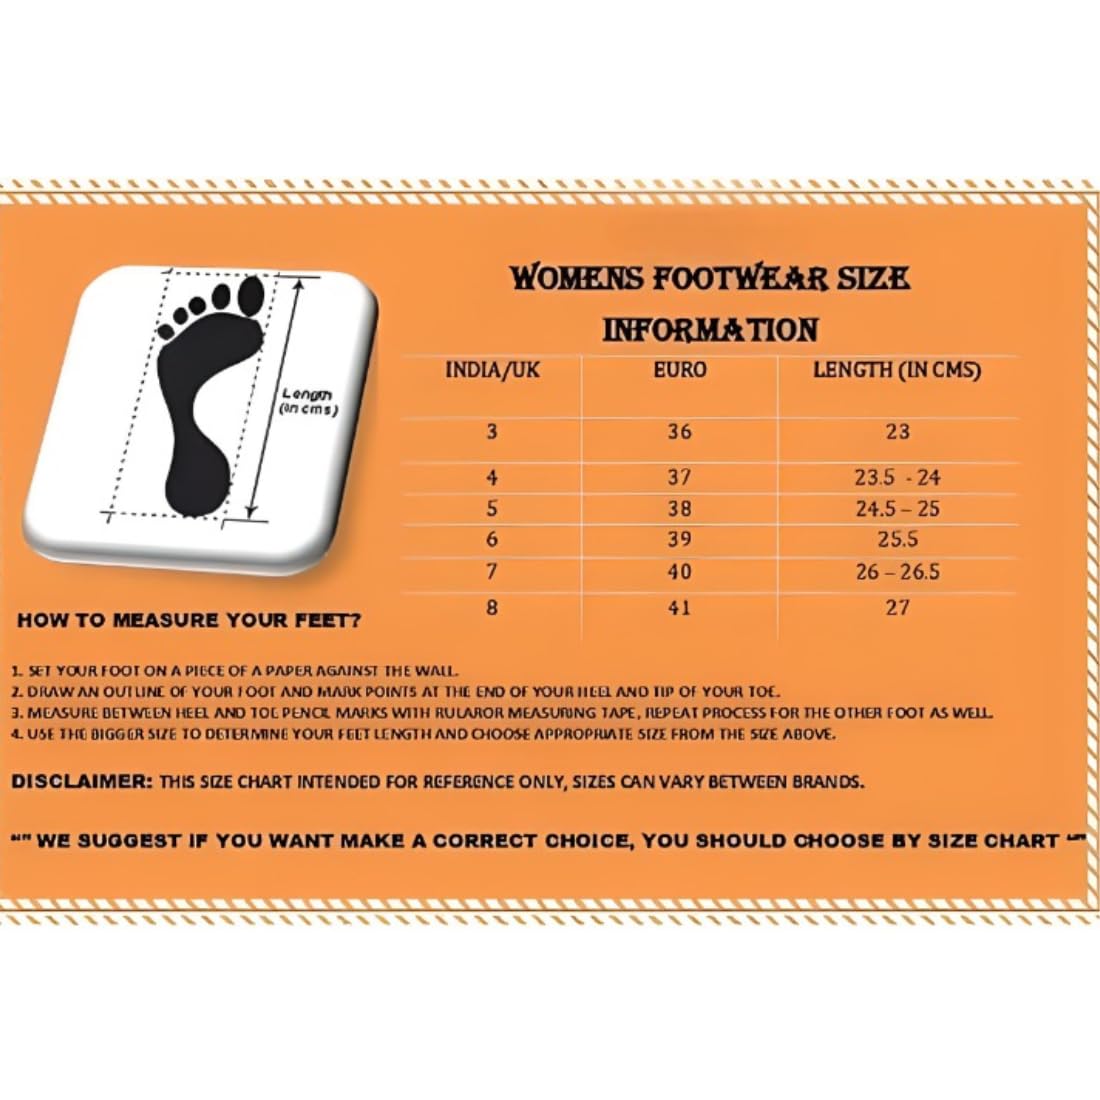 WOMENS FOOTWEAR SIZE
INFORMATION
INDIA/UK EURO LENGTH (IN CMS)
3 36 23
4 37 23.5 - 24
5 38 24.5 – 25
6 39 25.5
7 40 26 – 26.5
8 41 27
Length
(in cms)
HOW TO MEASURE YOUR FEET?
1. SET YOUR FOOT ON A PIECE OF A PAPER AGAINST THE WALL.
2. DRAW AN OUTLINE OF YOUR FOOT AND MARK POINTS AT THE END OF YOUR HEEL AND TIP OF YOUR TOE.
3. MEASURE BETWEEN HEEL AND TOE PENCIL MARKS WITH RULAROR MEASURING TAPE, REPEAT PROCESS FOR THE OTHER FOOT AS WELL.
4. USE THE BIGGER SIZE TO DETERMINE YOUR FEET LENGTH AND CHOOSE APPROPRIATE SIZE FROM THE SIZE ABOVE.
DISCLAIMER: THIS SIZE CHART INTENDED FOR REFERENCE ONLY, SIZES CAN VARY BETWEEN BRANDS.
"" WE SUGGEST IF YOU WANT MAKE A CORRECT CHOICE, YOU SHOULD CHOOSE BY SIZE CHART ""